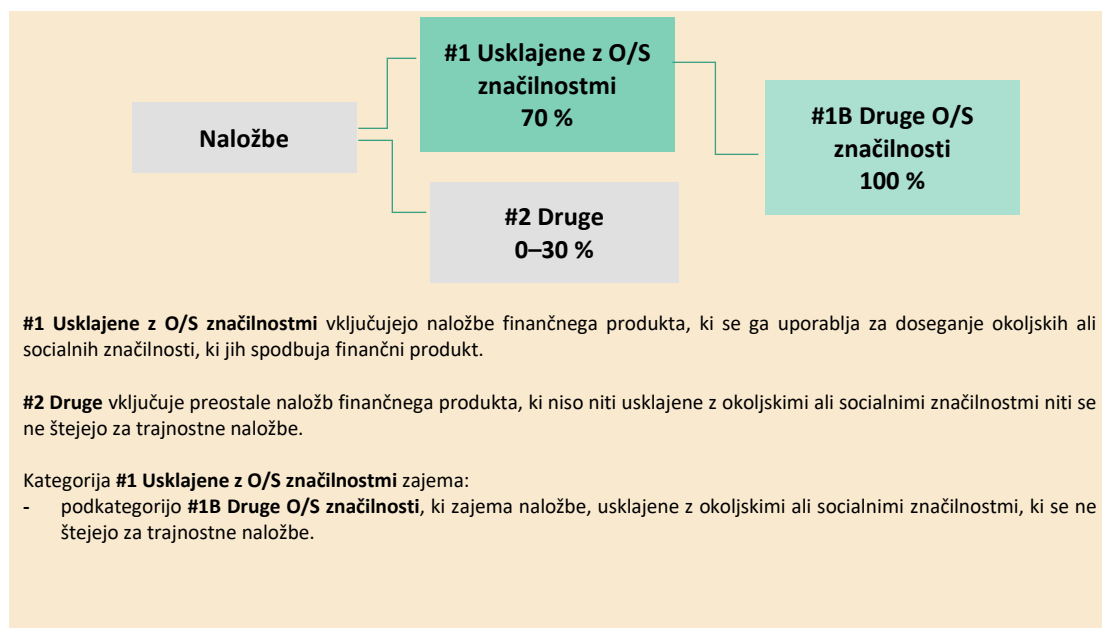 #1 Usklajene z O/S
značilnostmi
70 %
Naložbe
#1B Druge O/S
značilnosti
100 %
#2 Druge
0–30 %
#1 Usklajene z O/S značilnostmi vključujejo naložbe finančnega produkta, ki se ga uporablja za doseganje okoljskih ali
socialnih značilnosti, ki jih spodbuja finančni produkt.
#2 Druge vključuje preostale naložb finančnega produkta, ki niso niti usklajene z okoljskimi ali socialnimi značilnostmi niti se
ne štejejo za trajnostne naložbe.
Kategorija #1 Usklajene z O/S značilnostmi zajema:
- podkategorijo #1B Druge O/S značilnosti, ki zajema naložbe, usklajene z okoljskimi ali socialnimi značilnostmi, ki se ne
štejejo za trajnostne naložbe.